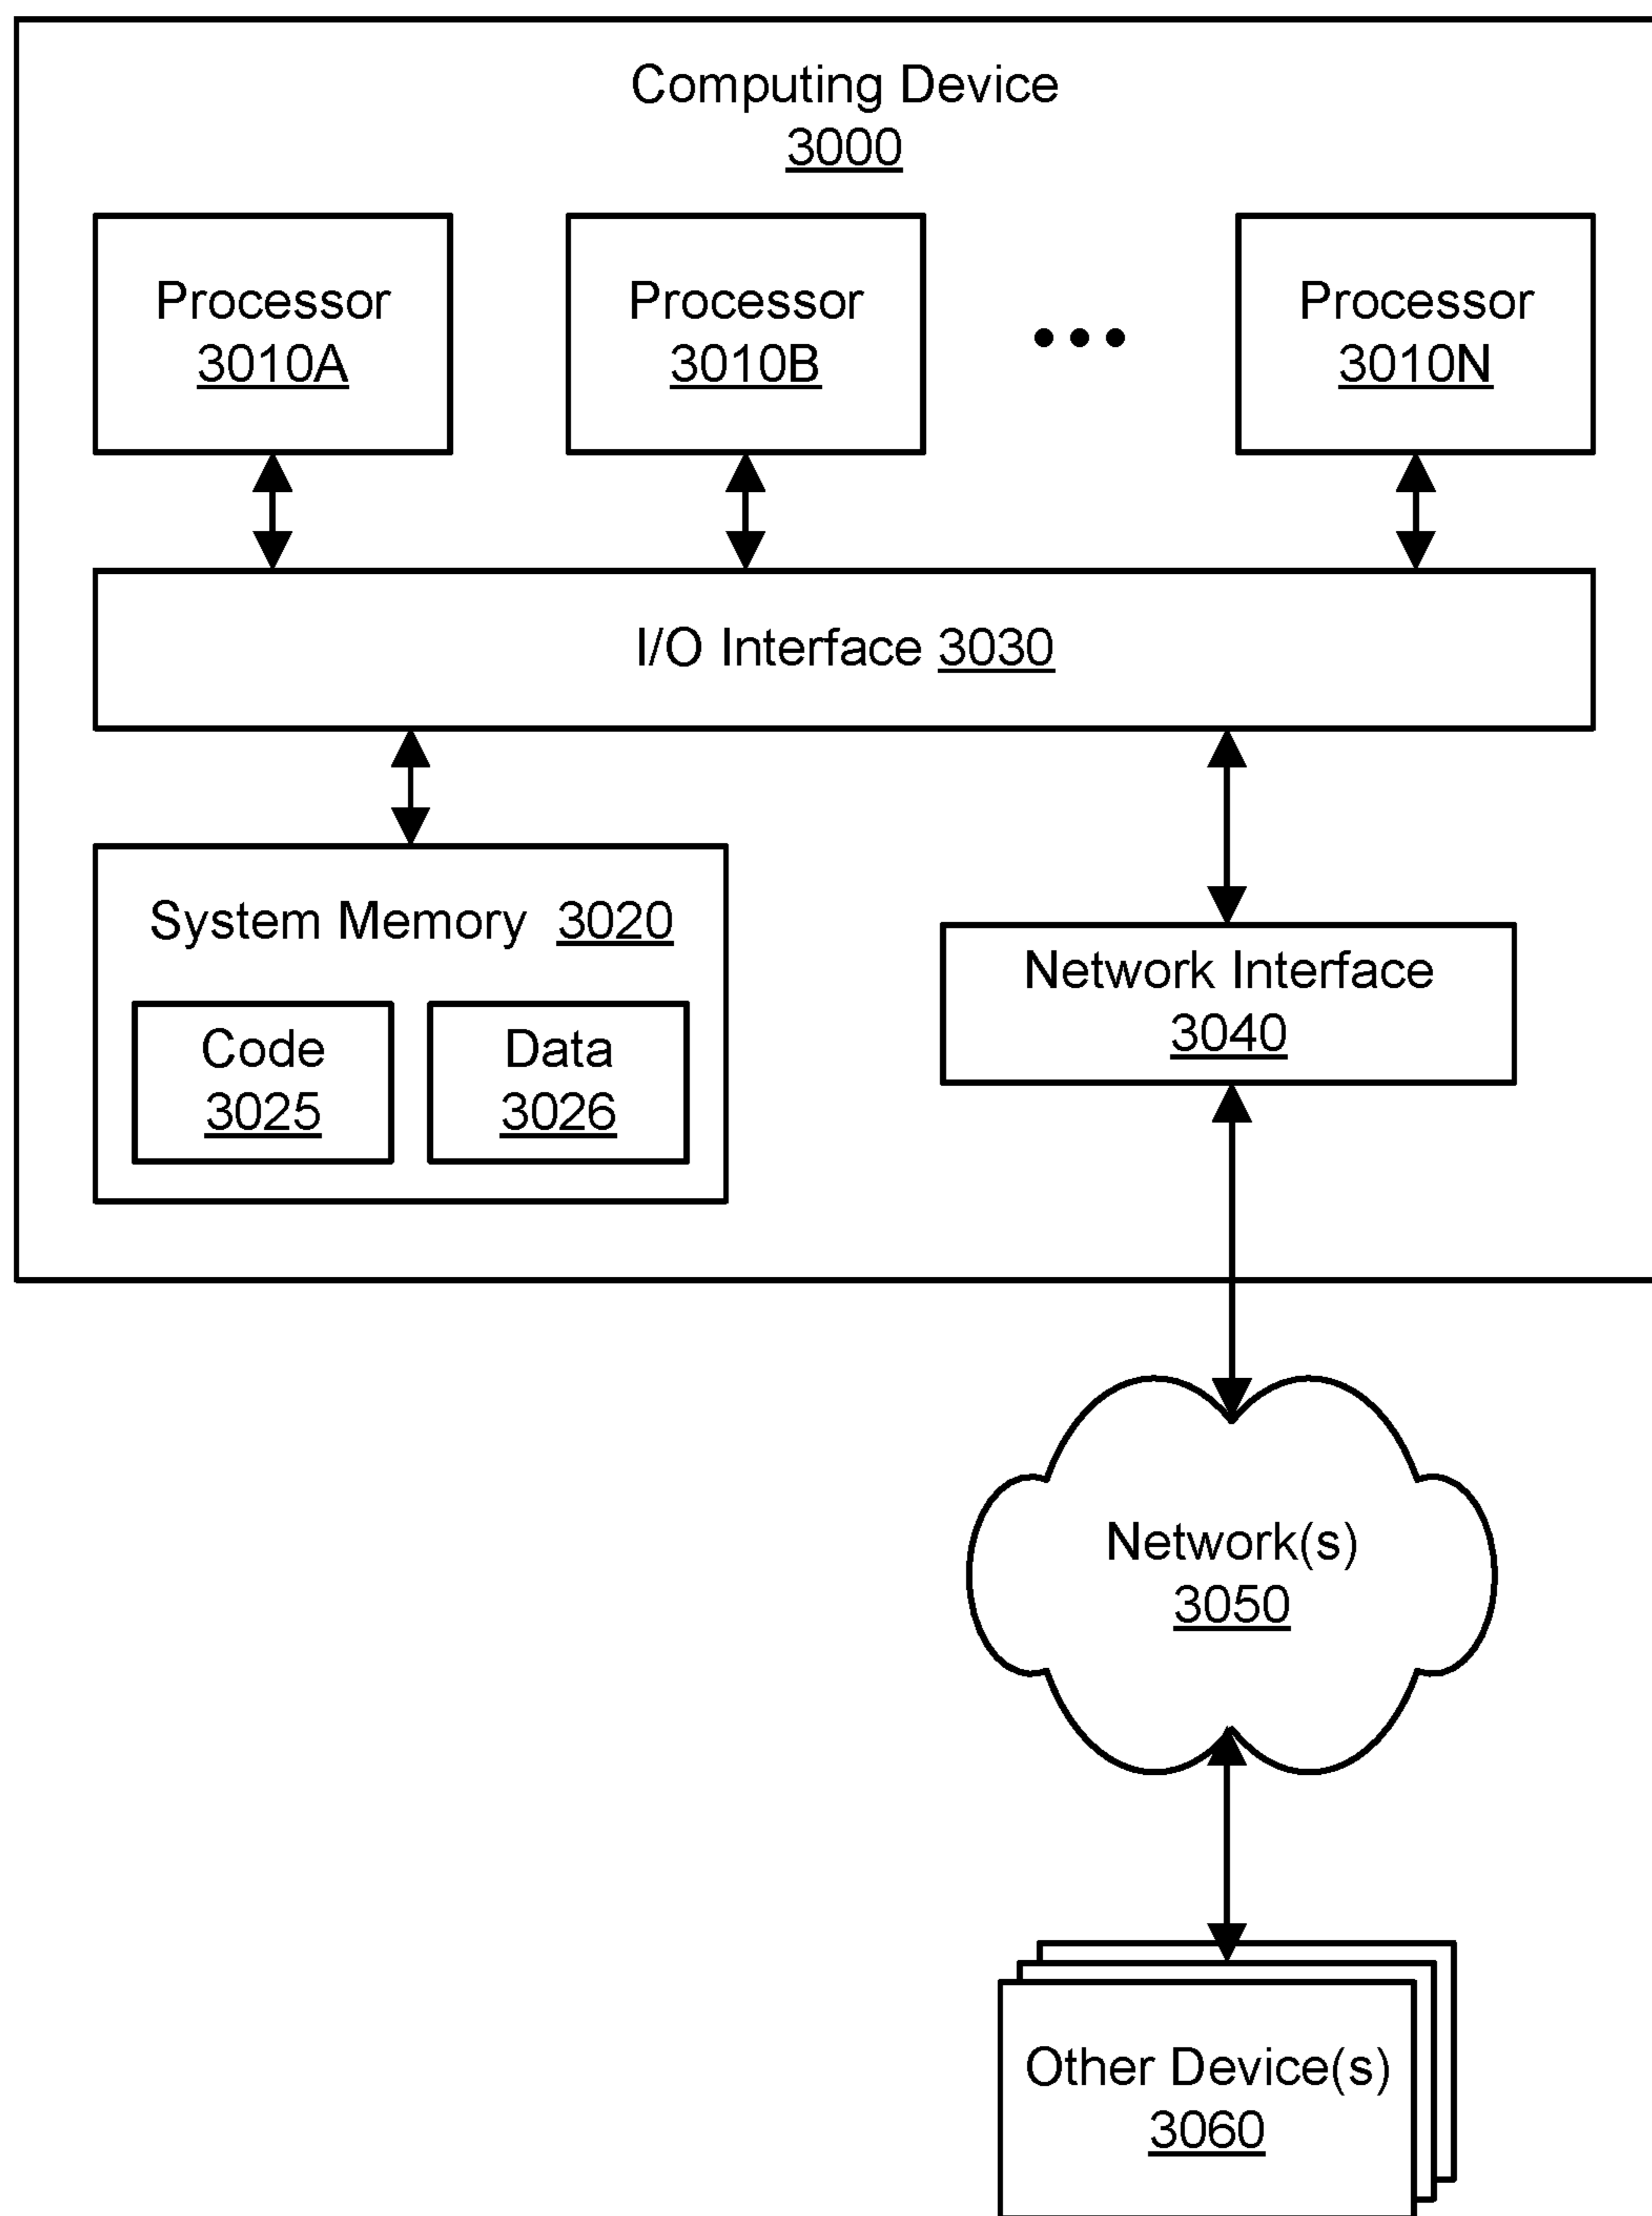 Computing Device
3000
Processor
3010A
Processor
3010B
Processor
3010N
I/O Interface 3030
System Memory 3020
Code
3025
Data
3026
Network Interface
3040
Network(s)
3050
Other Device(s)
3060